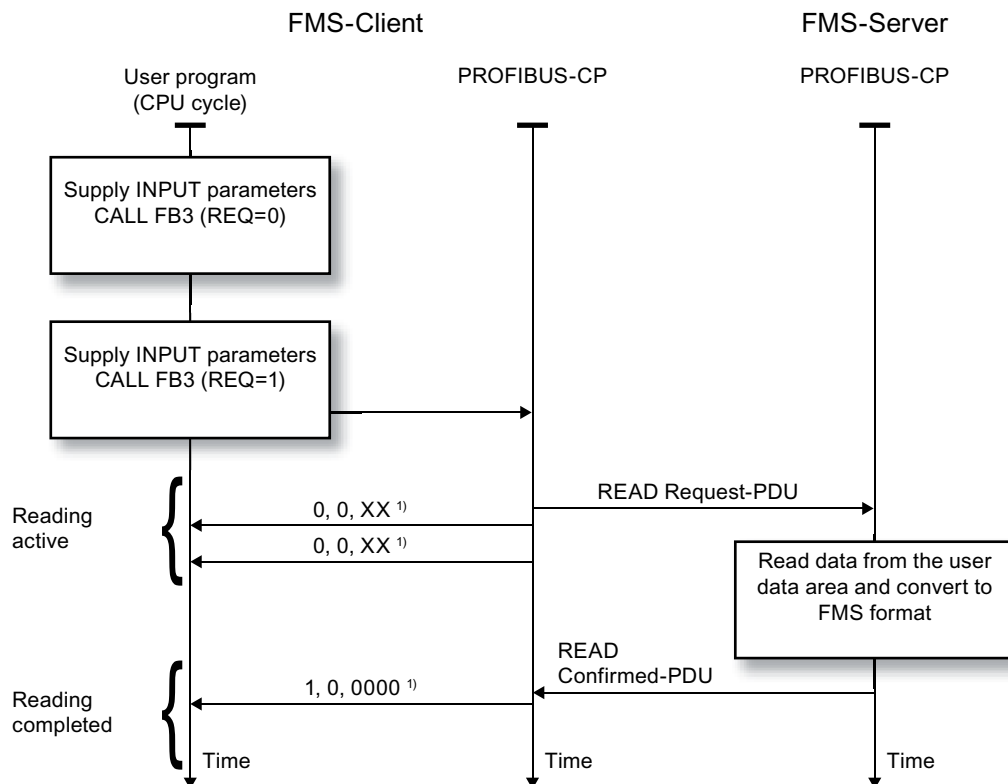 FMS-Client
FMS-Server
User program
(CPU cycle)
PROFIBUS-CP
PROFIBUS-CP
Supply INPUT parameters
CALL FB3 (REQ=0)
Supply INPUT parameters
CALL FB3 (REQ=1)
READ Request-PDU
Reading
active
0, 0, XX 1)
0, 0, XX 1)
Read data from the user
data area and convert to
FMS format
READ
Confirmed-PDU
Reading
completed
1, 0, 0000 1)
Time
Time
Time